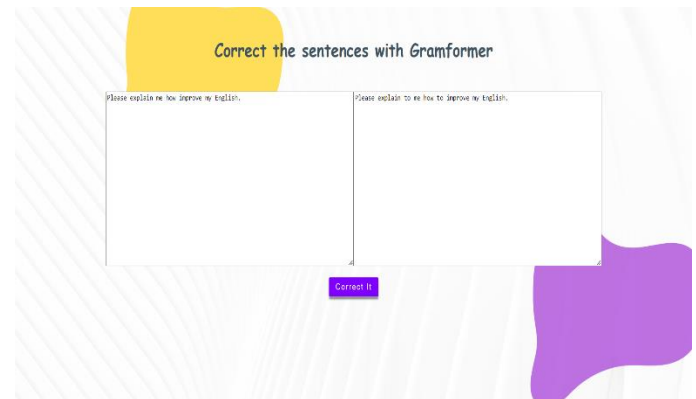 Correct the sentences with Gramformer
Please explain me how improve my English.
Please explain to me how to improve my English.
Correct It